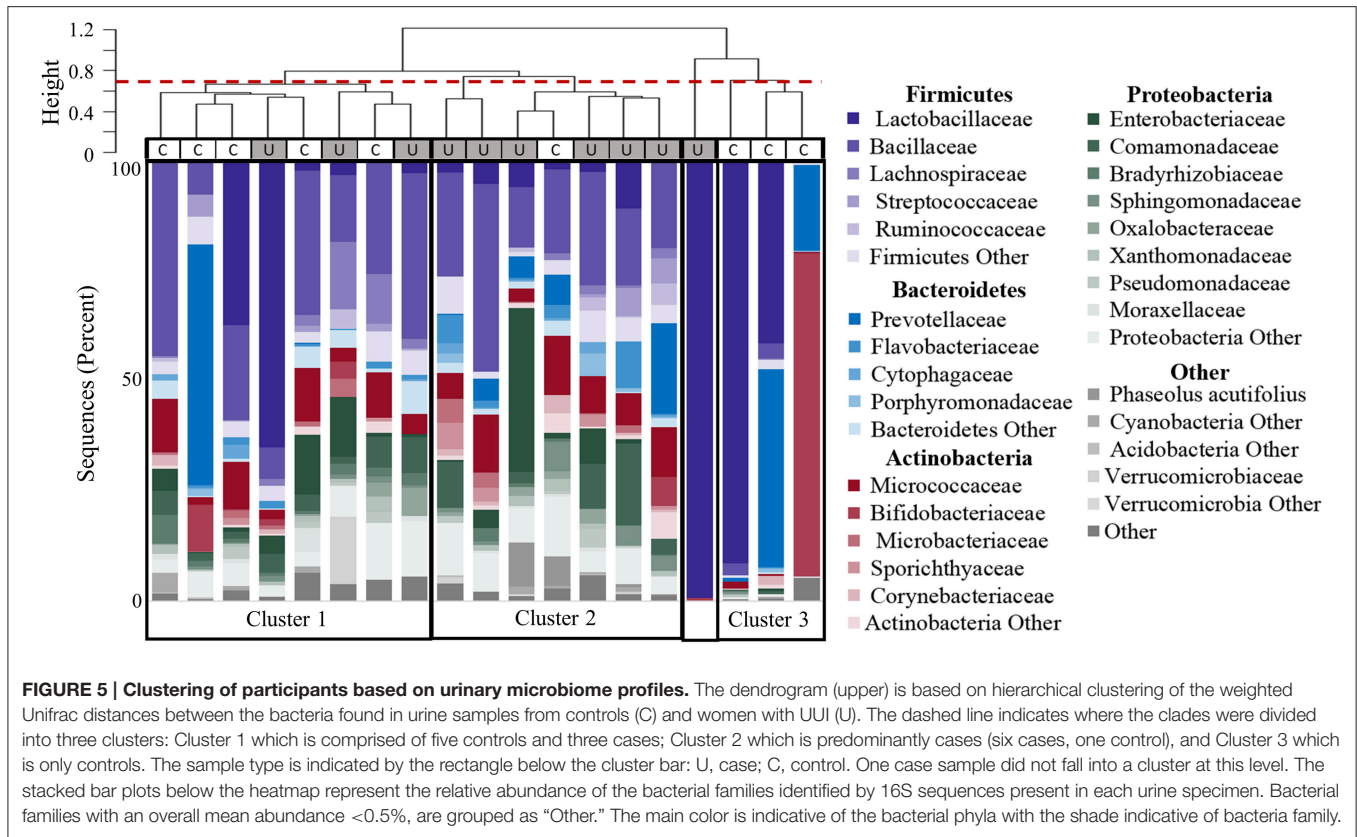 1.2
0.8
0.4
0
Height
C C C U C U C U U U U C U U U U C C C
100
50
0
Sequences (Percent)
Cluster 1
Cluster 2
Cluster 3
Firmicutes
Lactobacillaceae
Bacillaceae
Lachnospiraceae
Streptococcaceae
Ruminococcaceae
Firmicutes Other
Bacteroidetes
Prevotellaceae
Flavobacteriaceae
Cytophagaceae
Porphyromonadaceae
Bacteroidetes Other
Actinobacteria
Micrococcaceae
Bifidobacteriaceae
Microbacteriaceae
Sporichthyaceae
Corynebacteriaceae
Actinobacteria Other
Proteobacteria
Enterobacteriaceae
Comamonadaceae
Bradyrhizobiaceae
Sphingomonadaceae
Oxalobacteraceae
Xanthomonadaceae
Pseudomonadaceae
Moraxellaceae
Proteobacteria Other
Other
Phaseolus acutifolius
Cyanobacteria Other
Acidobacteria Other
Verrucomicrobiaceae
Verrucomicrobia Other
Other
FIGURE 5 | Clustering of participants based on urinary microbiome profiles. The dendrogram (upper) is based on hierarchical clustering of the weighted
Unifrac distances between the bacteria found in urine samples from controls (C) and women with UUI (U). The dashed line indicates where the clades were divided
into three clusters: Cluster 1 which is comprised of five controls and three cases; Cluster 2 which is predominantly cases (six cases, one control), and Cluster 3 which
is only controls. The sample type is indicated by the rectangle below the cluster bar: U, case; C, control. One case sample did not fall into a cluster at this level. The
stacked bar plots below the heatmap represent the relative abundance of the bacterial families identified by 16S sequences present in each urine specimen. Bacterial
families with an overall mean abundance <0.5%, are grouped as “Other.” The main color is indicative of the bacterial phyla with the shade indicative of bacteria family.